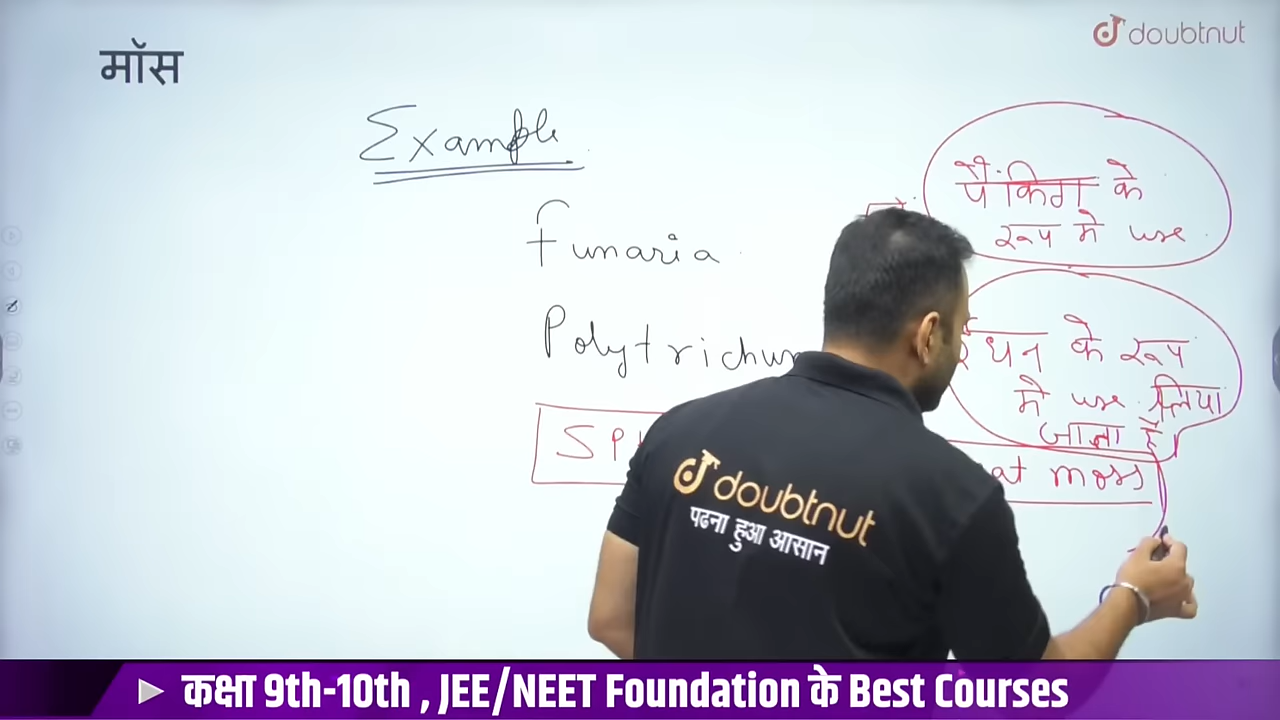 मॉस
doubtnut
Example
Funaria
Polytrichum
पैकिंग के
रूप में use
ईंधन के रूप
में use लिया
जाता है
at moss
doubtnut
पढना हुआ आसान
कक्षा 9th-10th , JEE/NEET Foundation के Best Courses